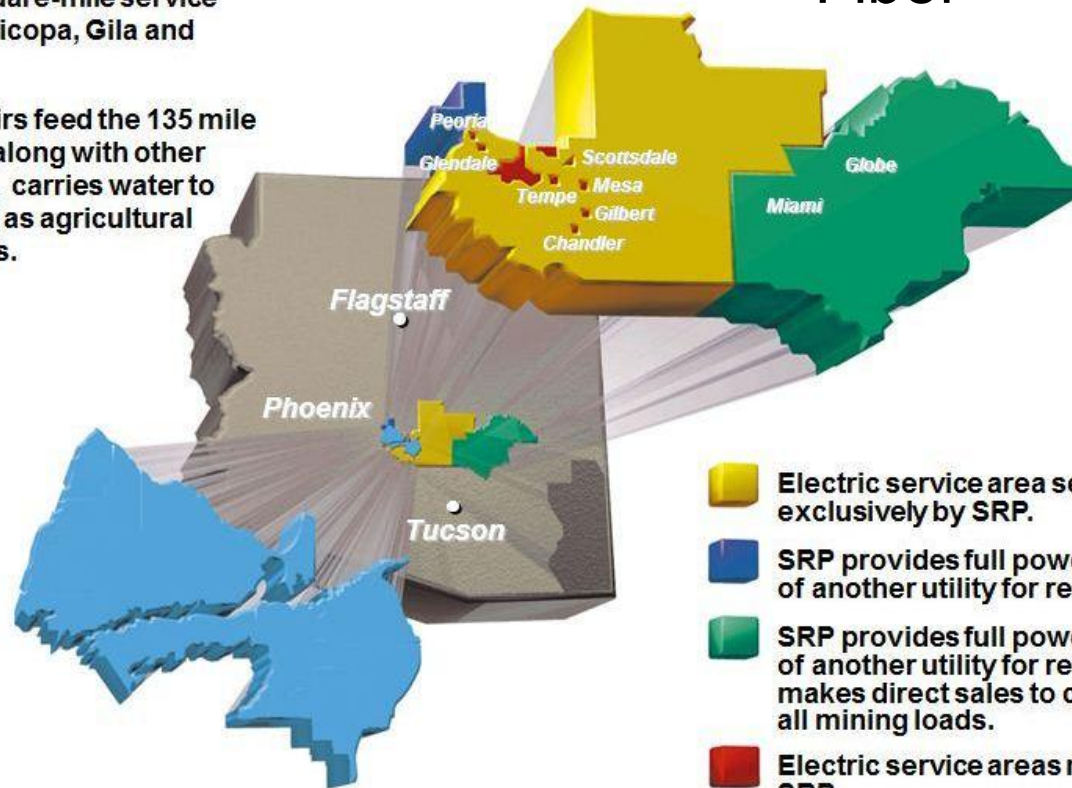 service
icopa, Gila and
irs feed the 135 mile
along with other
carries water to
as agricultural
s.
Peoria
Glendale
Scottsdale
Tempe
Mesa
Gilbert
Chandler
Globe
Miami
Flagstaff
Phoenix
Tucson
Electric service area se
exclusively by SRP.
SRP provides full powe
of another utility for re
SRP provides full powe
of another utility for re
makes direct sales to c
all mining loads.
Electric service areas